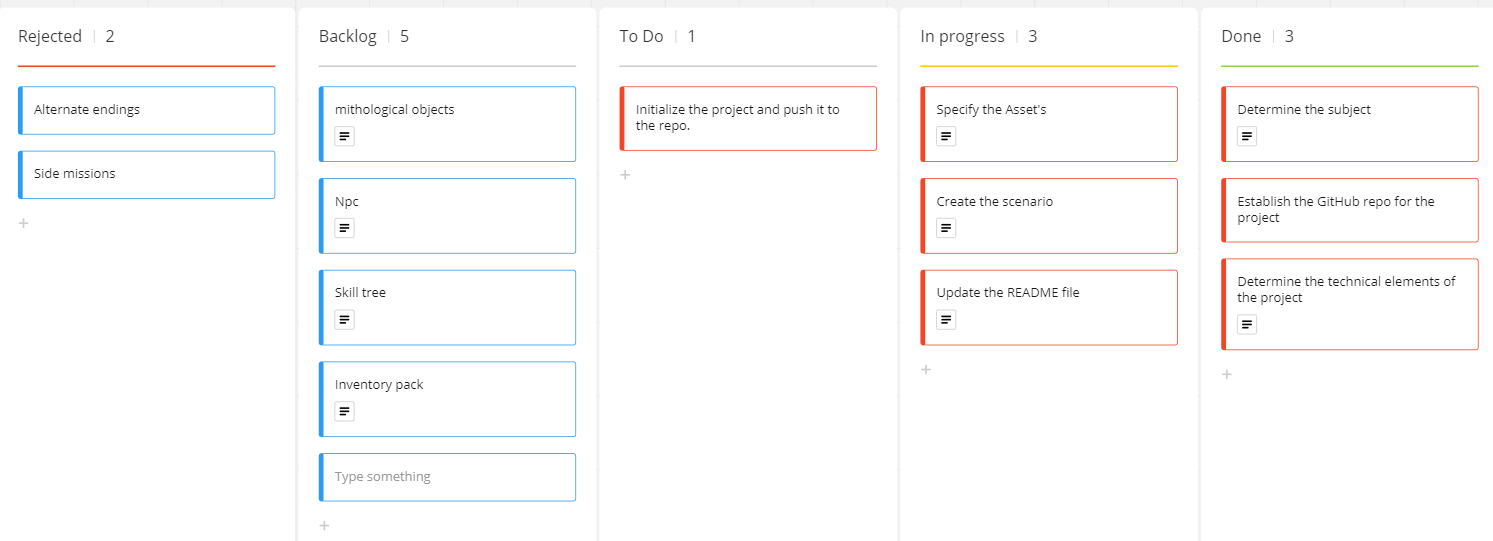 Rejected 2
Alternate endings
Side missions
Backlog 5
mithological objects
Npc
Skill tree
Inventory pack
Type something
To Do 1
Initialize the project and push it to
the repo.
In progress 3
Specify the Asset's
Create the scenario
Update the README file
Done 3
Determine the subject
Establish the GitHub repo for the
project
Determine the technical elements of
the project